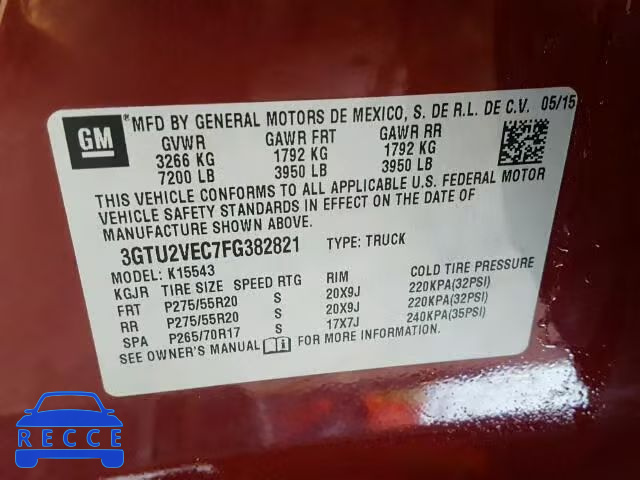 GM
®MFD BY GENERAL MOTORS DE MEXICO, S. DE R.L. DE C.V. 05/15
GVWR GAWR FRT GAWR RR
3266 KG 1792 KG 1792 KG
7200 LB 3950 LB 3950 LB
THIS VEHICLE CONFORMS TO ALL APPLICABLE U.S. FEDERAL MOTOR
VEHICLE SAFETY STANDARDS IN EFFECT ON THE DATE OF
MANUFACTURE SHOWN ABOVE.
3GTU2VEC7FG382821 TYPE: TRUCK
MODEL: K15543
KGJR TIRE SIZE SPEED RTG RIM COLD TIRE PRESSURE
FRT P275/55R20 S 20X9J 220KPA(32PSI)
RR P275/55R20 S 20X9J 220KPA(32PSI)
SPA P265/70R17 S 17X7J 240KPA(35PSI)
SEE OWNER'S MANUAL FOR MORE INFORMATION.
RECCE